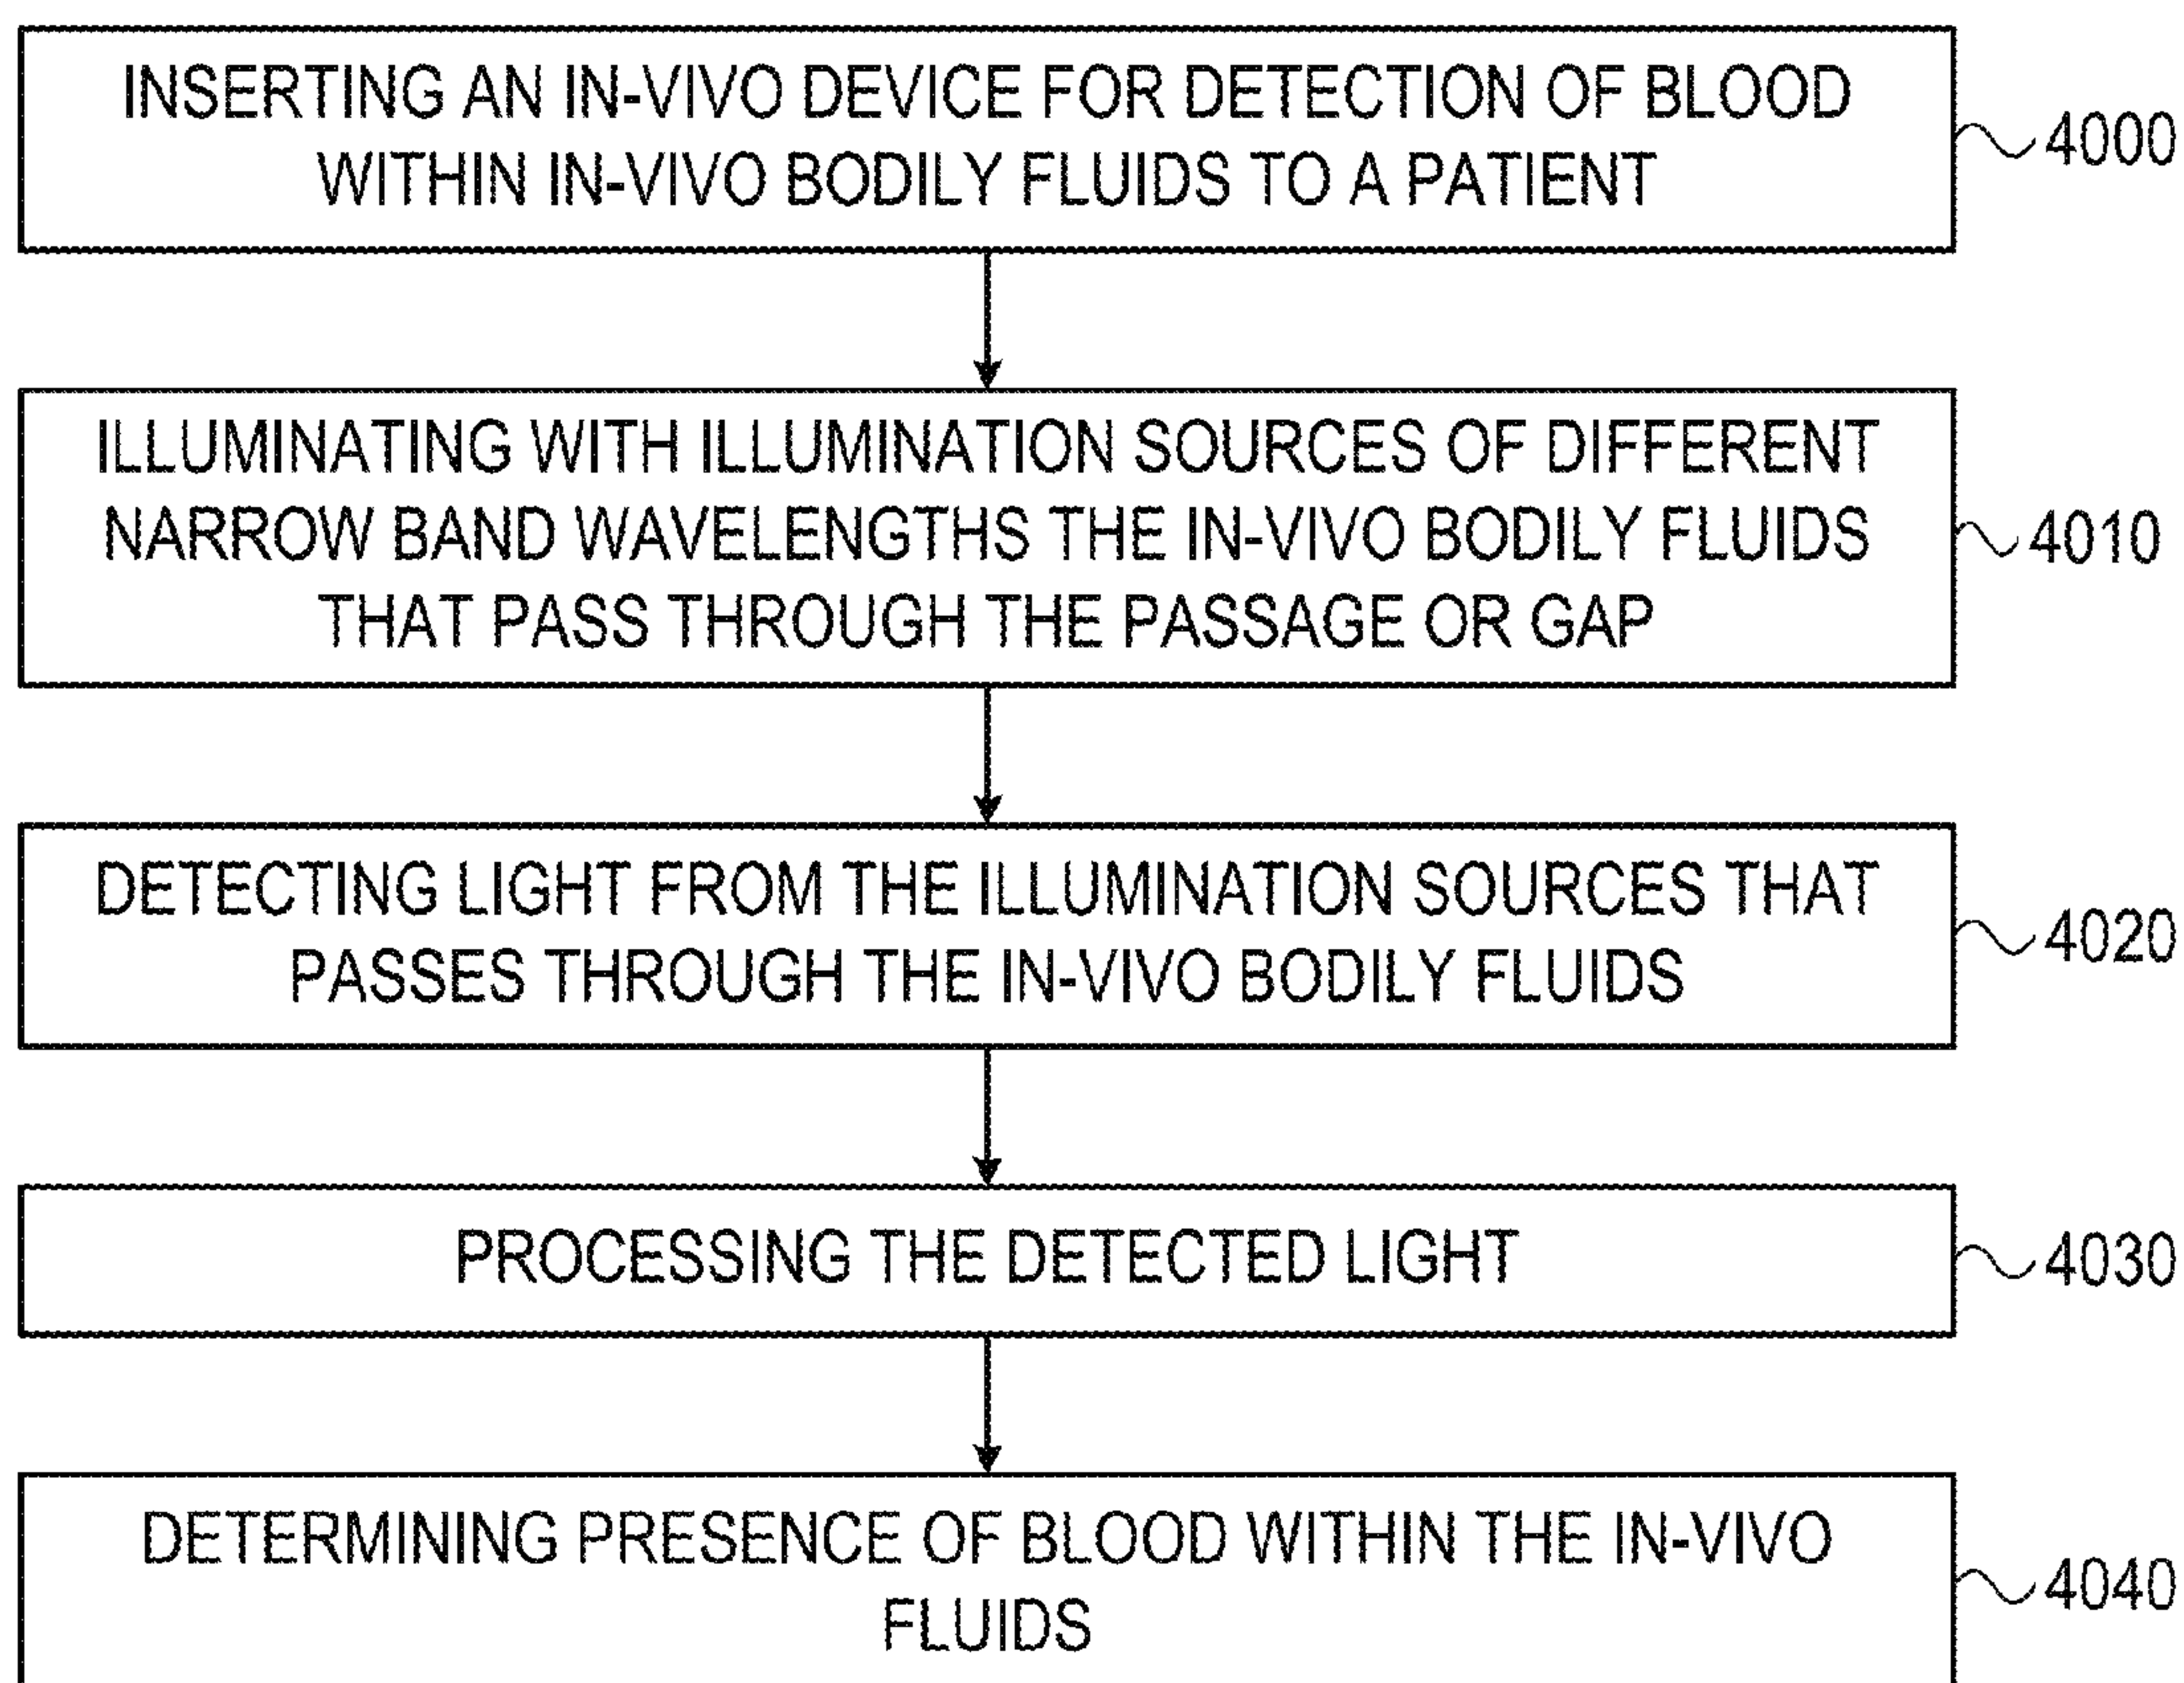 INSERTING AN IN-VIVO DEVICE FOR DETECTION OF BLOOD
WITHIN IN-VIVO BODILY FLUIDS TO A PATIENT
4000
ILLUMINATING WITH ILLUMINATION SOURCES OF DIFFERENT
NARROW BAND WAVELENGTHS THE IN-VIVO BODILY FLUIDS
THAT PASS THROUGH THE PASSAGE OR GAP
4010
DETECTING LIGHT FROM THE ILLUMINATION SOURCES THAT
PASSES THROUGH THE IN-VIVO BODILY FLUIDS
4020
PROCESSING THE DETECTED LIGHT
4030
DETERMINING PRESENCE OF BLOOD WITHIN THE IN-VIVO
FLUIDS
4040